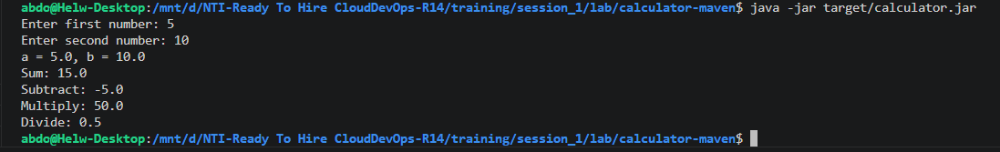 abdo@Helw-Desktop:/mnt/d/NTI-Ready To Hire CloudDevOps-R14/training/session_1/lab/calculator-maven$ java -jar target/calculator.jar
Enter first number: 5
Enter second number: 10
a = 5.0, b = 10.0
Sum: 15.0
Subtract: -5.0
Multiply: 50.0
Divide: 0.5
abdo@Helw-Desktop:/mnt/d/NTI-Ready To Hire CloudDevOps-R14/training/session_1/lab/calculator-maven$